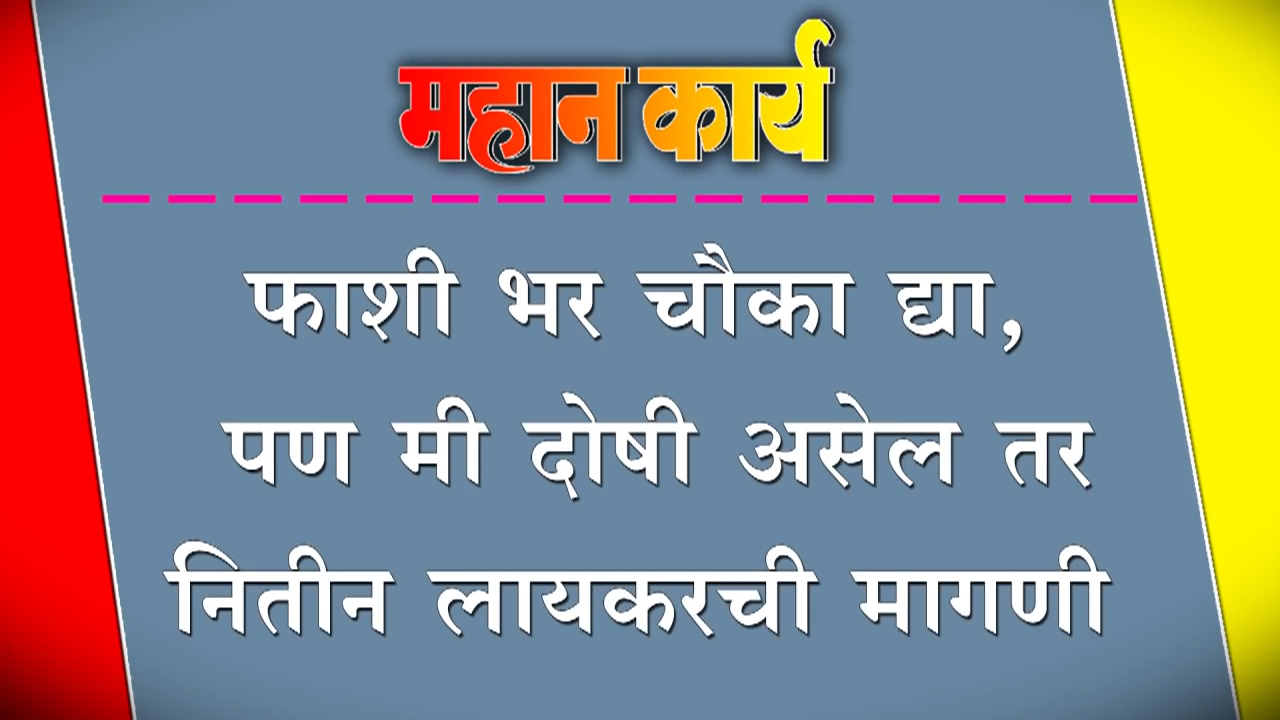 महान कार्य
फाशी भर चौका द्या,
पण मी दोषी असेल तर
नितीन लायकरची मागणी